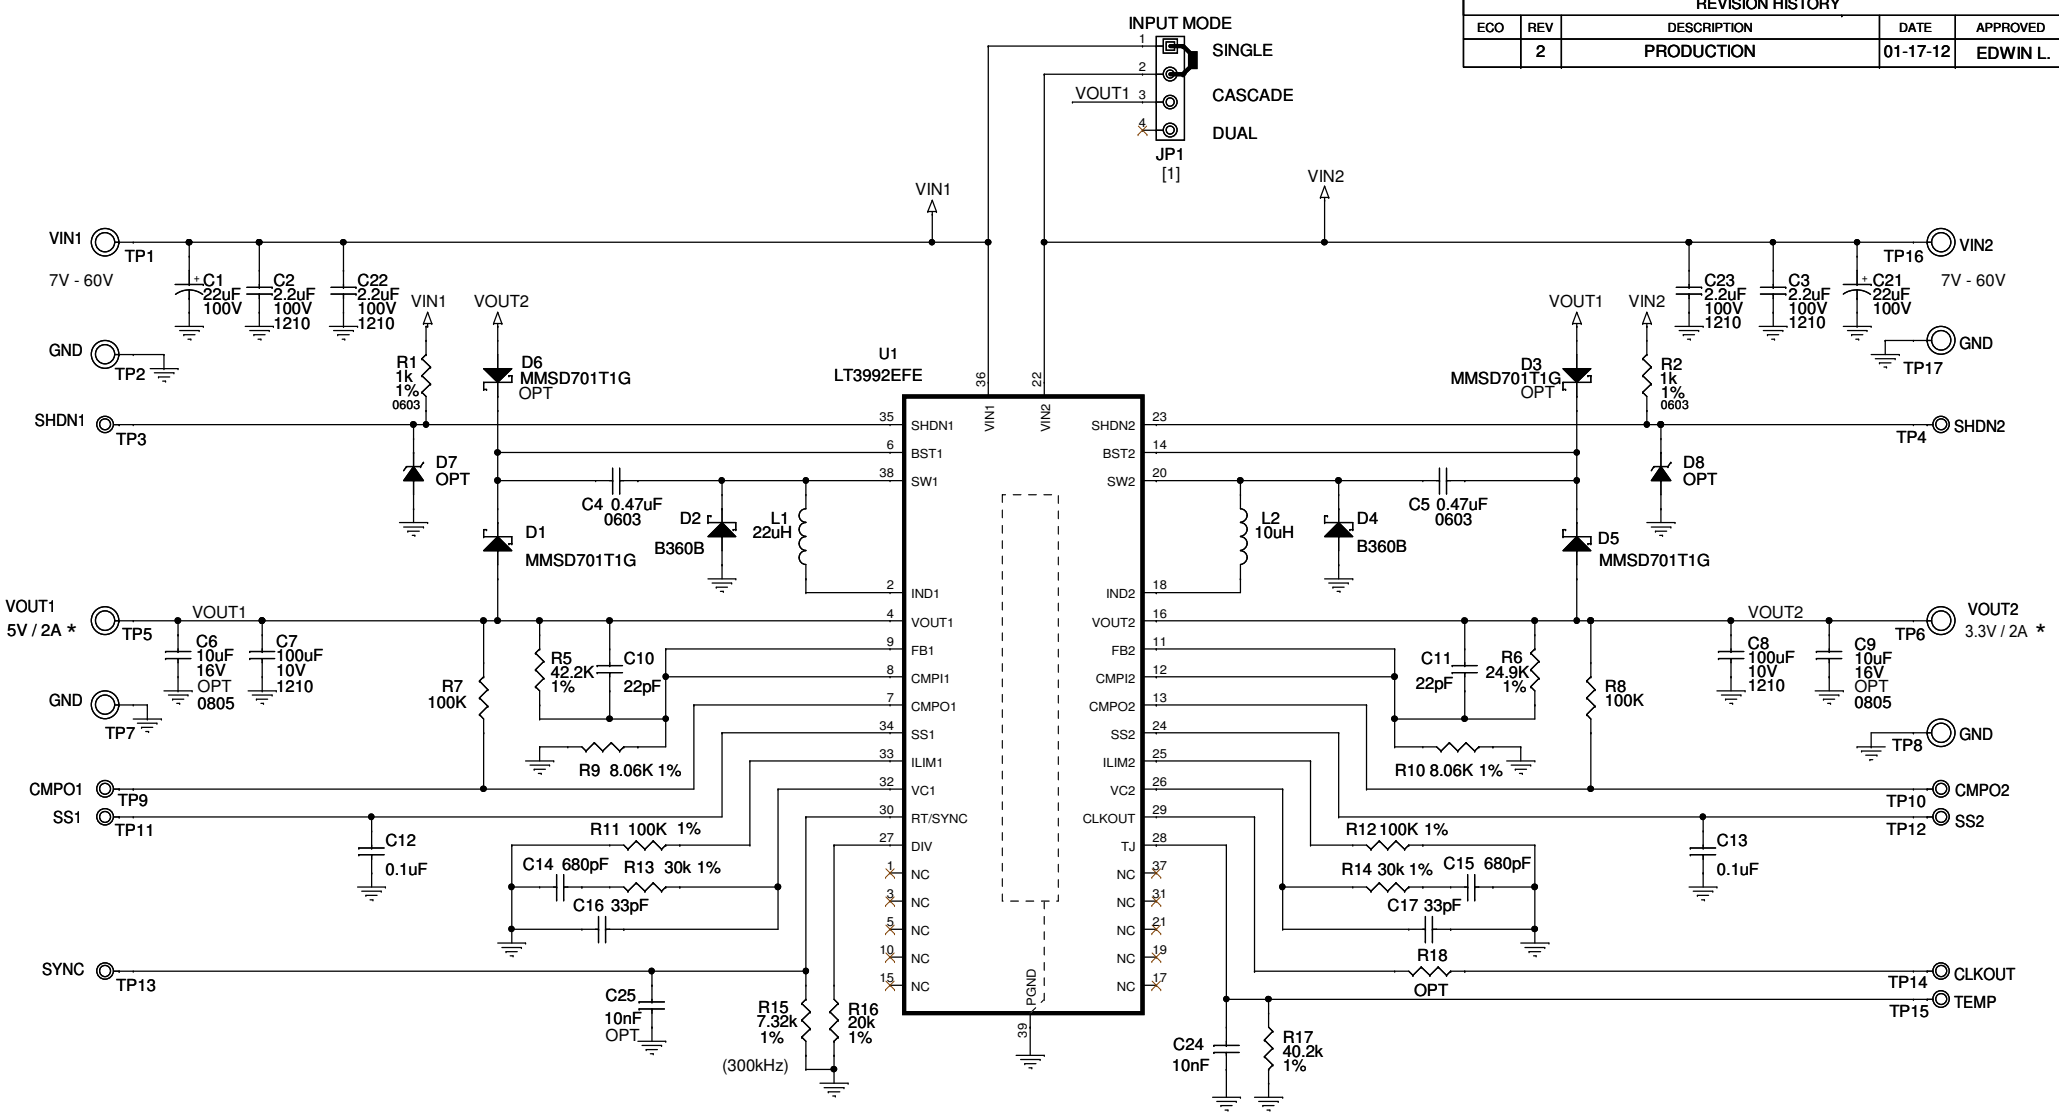 REVISION HISTORY
ECO REV DESCRIPTION DATE APPROVED
2 PRODUCTION 01-17-12 EDWIN L.
INPUT MODE
1 SINGLE
2
VOUT1 3 CASCADE
4 DUAL
JP1
[1]
VIN1
VIN2
VIN1
TP1
7V - 60V
C1
22uF
100V
+
C2
2.2uF
100V
1210
C22
2.2uF
100V
1210
GND
TP2
VIN1
R1
1k
1%
0603
VOUT2
D6
MMSD701T1G
OPT
SHDN1
TP3
D7
OPT
C4 0.47uF
0603
D2
B360B
L1
22uH
D1
MMSD701T1G
VOUT1
5V / 2A *
TP5
VOUT1
C6
10uF
16V
OPT
0805
C7
100uF
10V
1210
GND
TP7
R7
100K
R5
42.2K
1%
C10
22pF
R9 8.06K 1%
CMPO1
TP9
SS1
TP11
C12
0.1uF
R11 100K 1%
C14 680pF
R13 30k 1%
C16 33pF
SYNC
TP13
C25
10nF
OPT
R15
7.32k
1%
(300kHz)
R16
20k
1%
U1
LT3992EFE
36
VIN1
22
VIN2
35 SHDN1
6 BST1
38 SW1
2 IND1
4 VOUT1
9 FB1
8 CMPI1
7 CMPO1
34 SS1
33 ILIM1
32 VC1
30 RT/SYNC
27 DIV
1 NC
3 NC
5 NC
10 NC
15 NC
PGND
39
SHDN2 23
BST2 14
SW2 20
IND2 18
VOUT2 16
FB2 11
CMPI2 12
CMPO2 13
SS2 24
ILIM2 25
VC2 26
CLKOUT 29
TJ 28
NC 37
NC 31
NC 21
NC 19
NC 17
VIN2
TP16
7V - 60V
C23
2.2uF
100V
1210
C3
2.2uF
100V
1210
C21
22uF
100V
+
GND
TP17
VOUT1
D3
MMSD701T1G
OPT
VIN2
R2
1k
1%
0603
SHDN2
TP4
D8
OPT
C5 0.47uF
0603
L2
10uH
D4
B360B
D5
MMSD701T1G
VOUT2
3.3V / 2A *
TP6
VOUT2
C8
100uF
10V
1210
C9
10uF
16V
OPT
0805
C11
22pF
R6
24.9K
1%
R8
100K
R10 8.06K 1%
GND
TP8
CMPO2
TP10
SS2
TP12
C13
0.1uF
R12 100K 1%
R14 30k 1%
C15 680pF
C17 33pF
R18
OPT
CLKOUT
TP14
TEMP
TP15
C24
10nF
R17
40.2k
1%